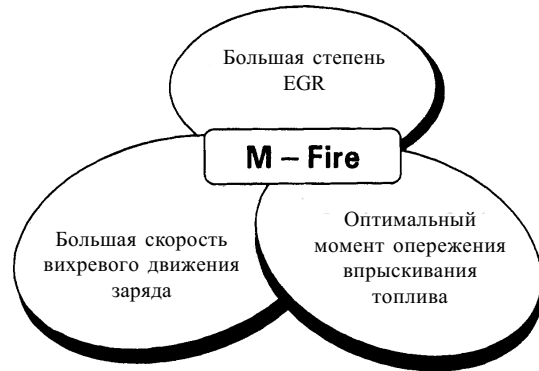 Большая степень
EGR
M – Fire
Большая скорость
вихревого движения
заряда
Оптимальный
момент опережения
впрыскивания
топлива